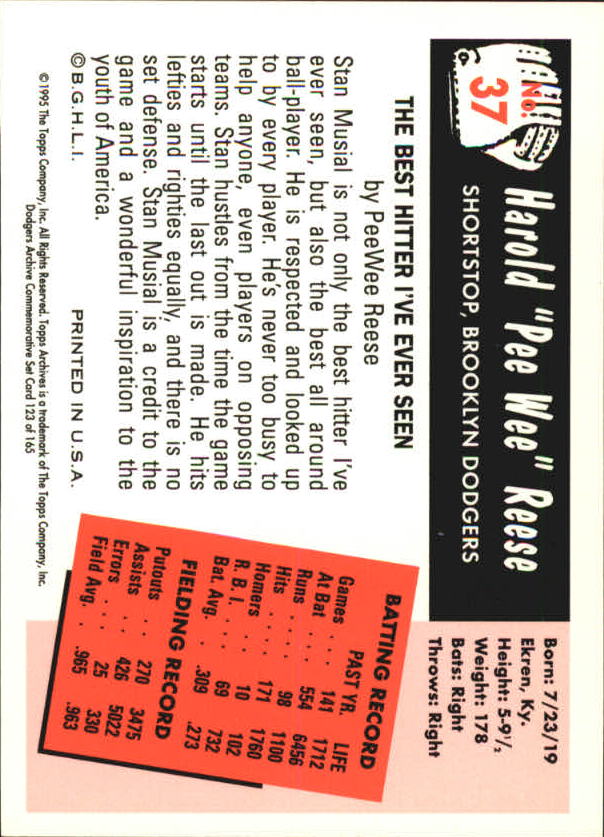 No.
37
Harold "Pee Wee" Reese
SHORTSTOP, BROOKLYN DODGERS
Born: 7/23/19
Ekren, Ky.
Height: 5-9½
Weight: 178
Bats: Right
Throws: Right
THE BEST HITTER I'VE EVER SEEN
by PeeWee Reese
Stan Musial is not only the best hitter I've
ever seen, but also the best all around
ball-player. He is respected and looked up
to by every player. He's never too busy to
help anyone, even players on opposing
teams. Stan hustles from the time the game
starts until the last out is made. He hits
lefties and righties equally, and there is no
set defense. Stan Musial is a credit to the
game and a wonderful inspiration to the
youth of America.
© B.G.H.L.I. PRINTED IN U.S.A.
©1995 The Topps Company, Inc. All Rights Reserved. Topps Archives is a trademark of The Topps Company, Inc.
Dodgers Archive Commemorative Set Card 123 of 165
BATTING RECORD
PAST YR. LIFE
Games . . . 141 1712
At Bat . . . 554 6456
Runs . . . . 98 1100
Hits . . . . 171 1760
Homers . . . 10 102
R. B. I. . . . 69 732
Bat. Avg. . . .309 .273
FIELDING RECORD
Putouts . . 270 3475
Assists . . 426 5022
Errors . . . 25 330
Field Avg. . .965 .963